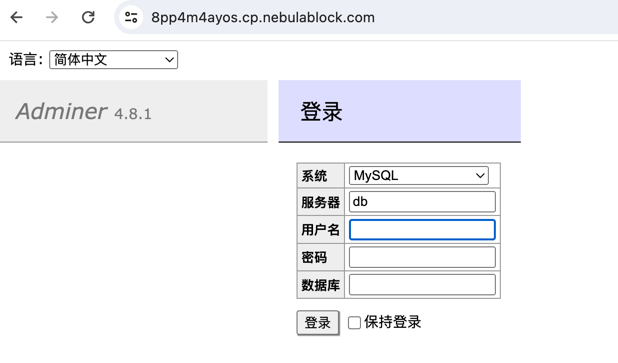 8pp4m4ayos.cp.nebulablock.com
语言: 简体中文
Adminer 4.8.1
登录
系统 MySQL
服务器 db
用户名
密码
数据库
登录 保持登录